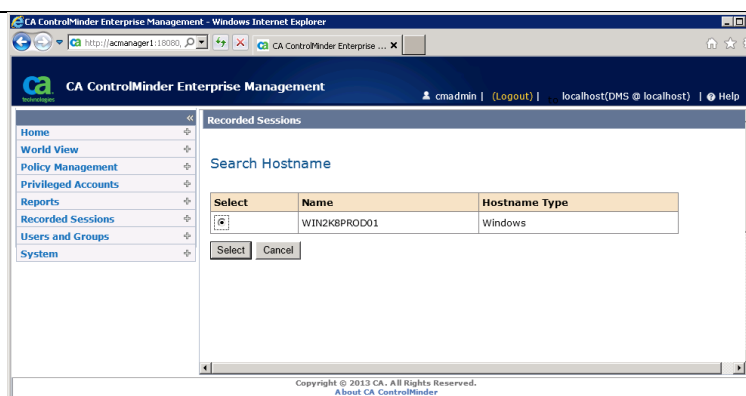 CA ControlMinder Enterprise Management - Windows Internet Explorer
http://acmanager1:18080,
CA ControlMinder Enterprise ...
ca
technologies
CA ControlMinder Enterprise Management
cmadmin | (Logout) | localhost(DMS @ localhost) | Help
Recorded Sessions
Home
World View
Policy Management
Privileged Accounts
Reports
Recorded Sessions
Users and Groups
System
Search Hostname
Select Name Hostname Type
WIN2K8PROD01 Windows
Select Cancel
Copyright © 2013 CA. All Rights Reserved.
About CA ControlMinder